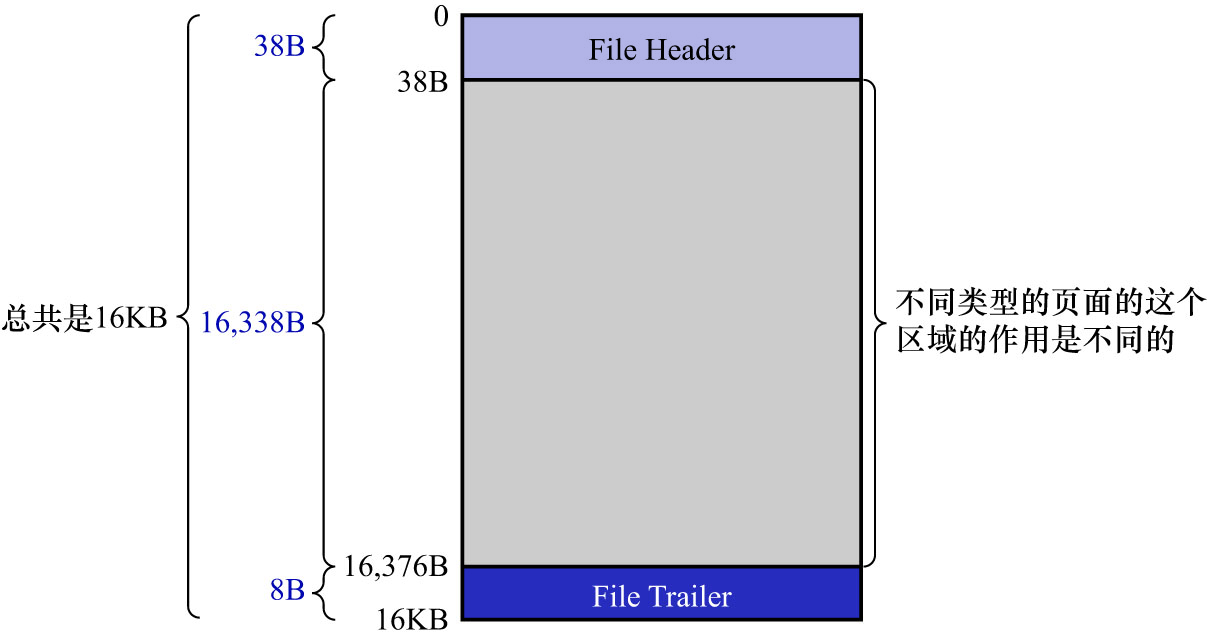 0
38B
File Header
38B
总共是16KB
16,338B
不同类型的页面的这个
区域的作用是不同的
16,376B
8B
File Trailer
16KB